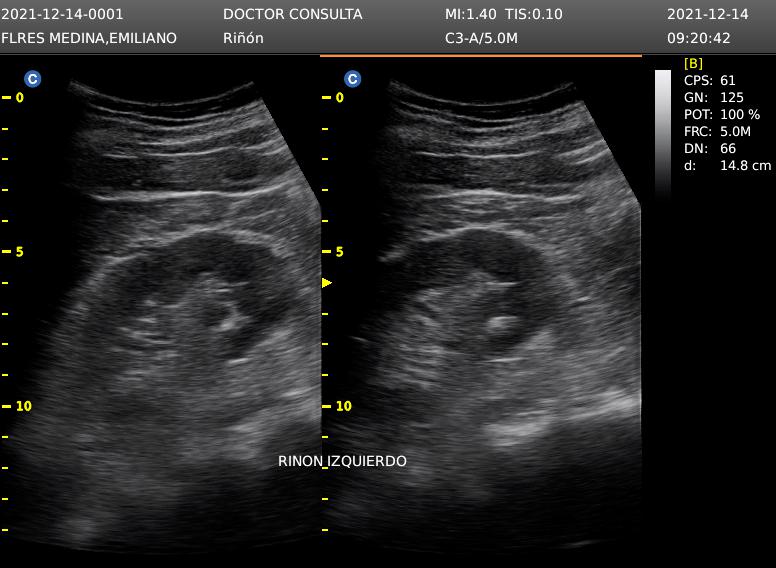 2021-12-14-0001 DOCTOR CONSULTA MI:1.40 TIS:0.10 2021-12-14
FLRES MEDINA,EMILIANO Riñón C3-A/5.0M 09:20:42
C C
[B]
CPS: 61
GN: 125
POT: 100 %
FRC: 5.0M
DN: 66
d: 14.8 cm
0 0
5 5
10 10
RINON IZQUIERDO